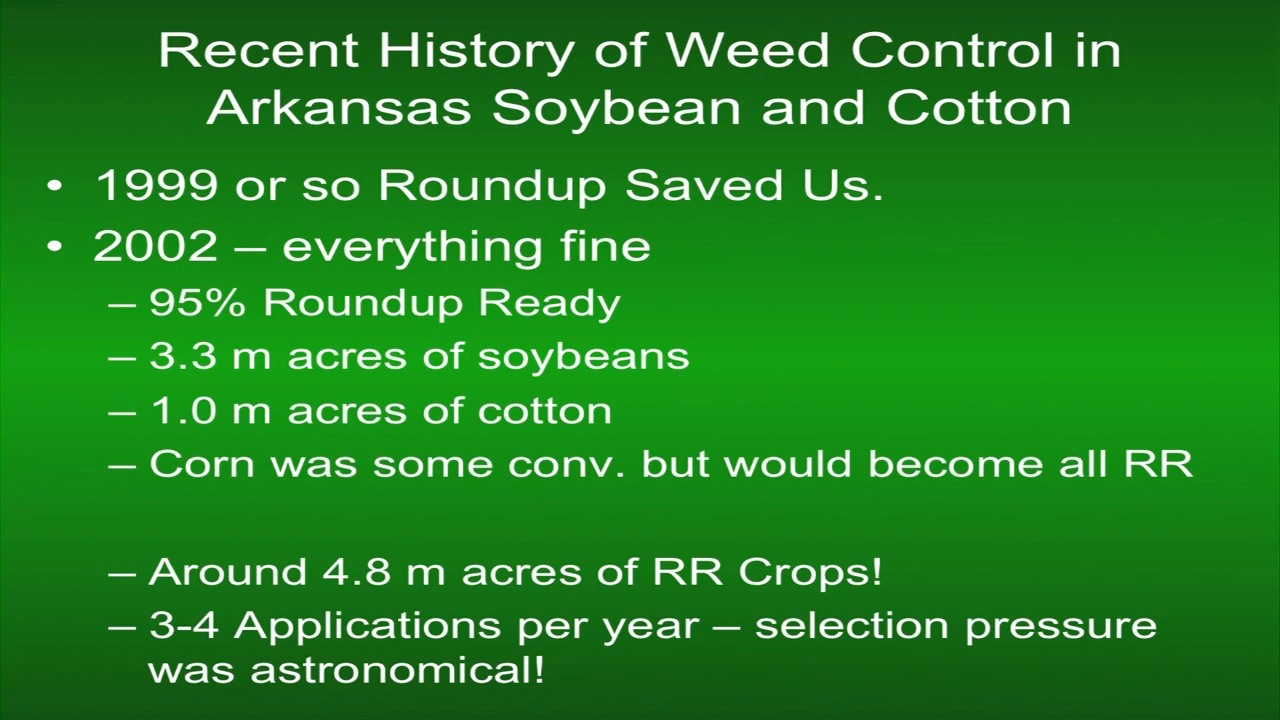 Recent History of Weed Control in
Arkansas Soybean and Cotton
• 1999 or so Roundup Saved Us.
• 2002 – everything fine
– 95% Roundup Ready
– 3.3 m acres of soybeans
– 1.0 m acres of cotton
– Corn was some conv. but would become all RR
– Around 4.8 m acres of RR Crops!
– 3-4 Applications per year – selection pressure
was astronomical!